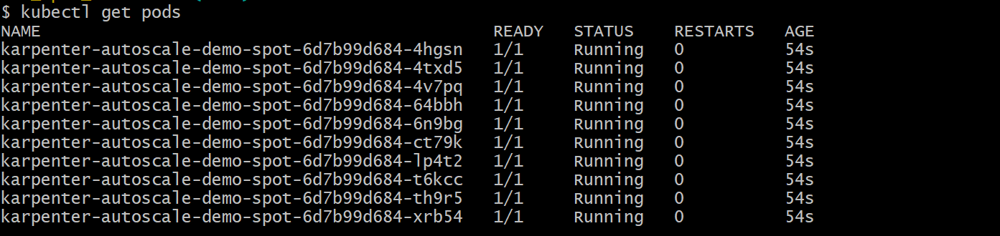 $ kubectl get pods
NAME READY STATUS RESTARTS AGE
karpenter-autoscale-demo-spot-6d7b99d684-4hgsn 1/1 Running 0 54s
karpenter-autoscale-demo-spot-6d7b99d684-4txd5 1/1 Running 0 54s
karpenter-autoscale-demo-spot-6d7b99d684-4v7pq 1/1 Running 0 54s
karpenter-autoscale-demo-spot-6d7b99d684-64bbh 1/1 Running 0 54s
karpenter-autoscale-demo-spot-6d7b99d684-6n9bg 1/1 Running 0 54s
karpenter-autoscale-demo-spot-6d7b99d684-ct79k 1/1 Running 0 54s
karpenter-autoscale-demo-spot-6d7b99d684-lp4t2 1/1 Running 0 54s
karpenter-autoscale-demo-spot-6d7b99d684-t6kcc 1/1 Running 0 54s
karpenter-autoscale-demo-spot-6d7b99d684-th9r5 1/1 Running 0 54s
karpenter-autoscale-demo-spot-6d7b99d684-xrb54 1/1 Running 0 54s